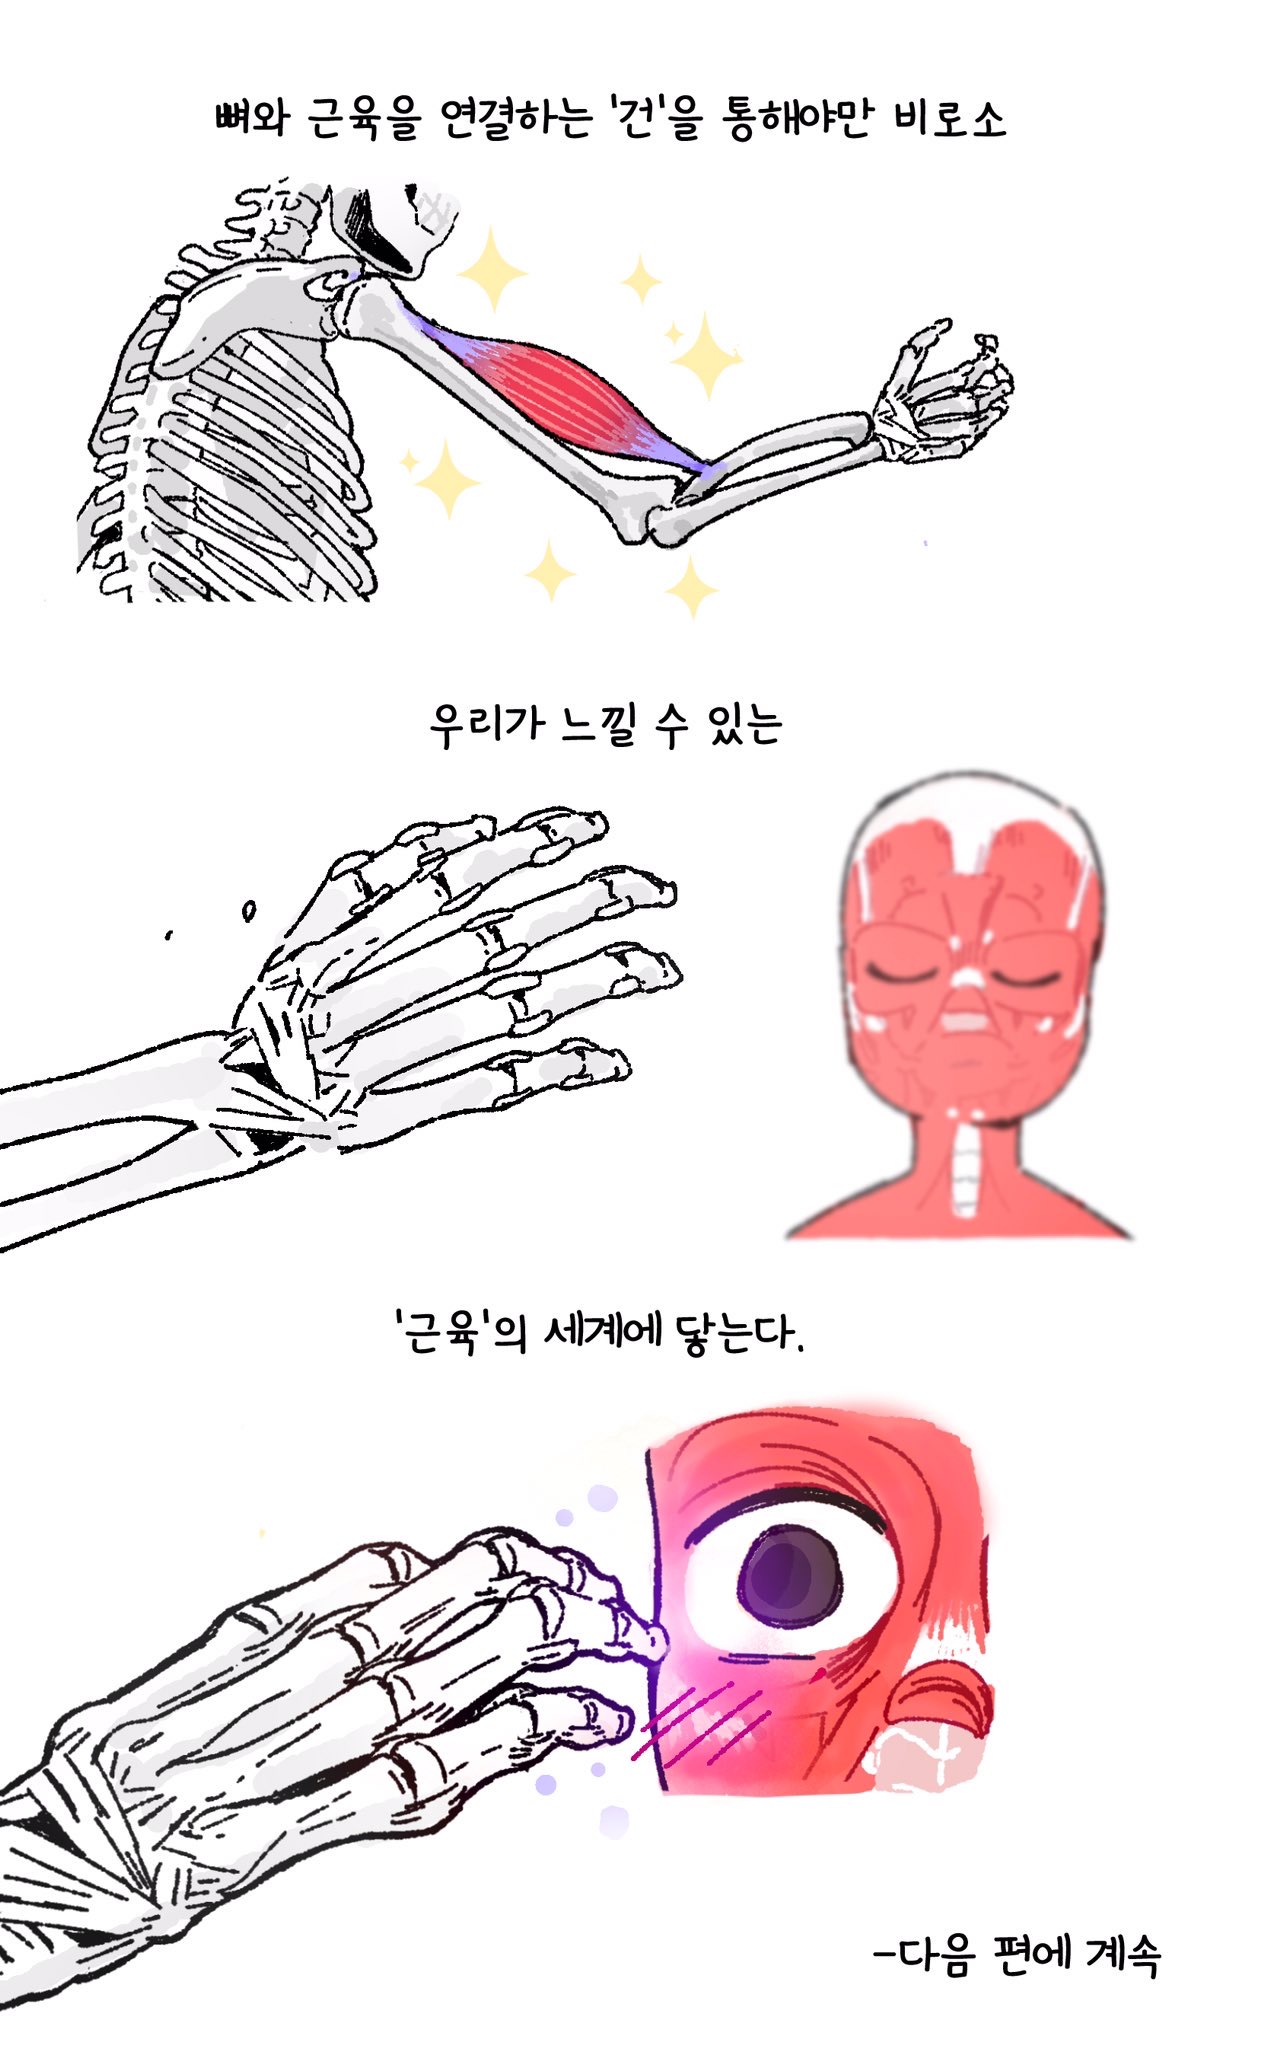 뼈와 근육을 연결하는 '건'을 통해야만 비로소
우리가 느낄 수 있는
'근육'의 세계에 닿는다.
-다음 편에 계속